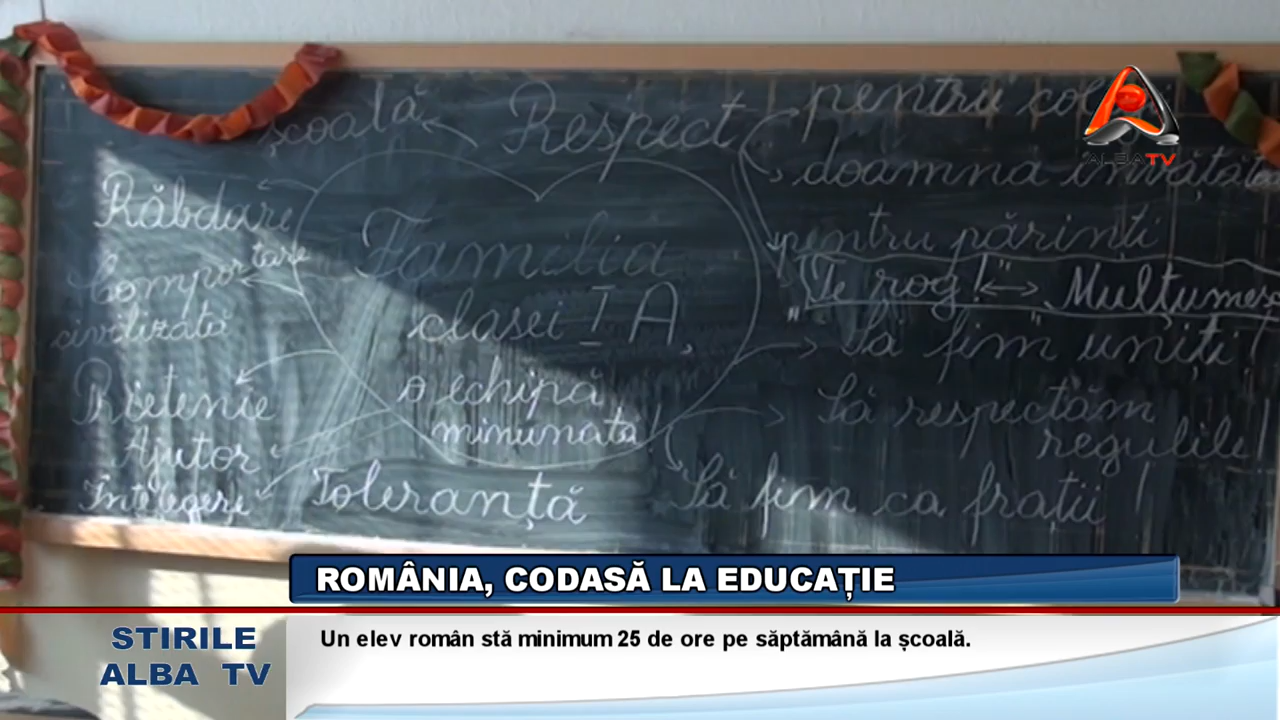 școală
Respect
pentru
doamna
Răbdare
Comportare
civilizată
Familia
clasei I A,
o echipă
minunată!
pentru părinți
"Te rog!" "Mulțumesc
Să fim uniți!
Să respectăm
regulile!
Să fim ca frații!
Prietenie
Ajutor
Înțelegere
Toleranță
ALBA TV
ROMÂNIA, CODASĂ LA EDUCAȚIE
STIRILE
ALBA TV
Un elev român stă minimum 25 de ore pe săptămână la școală.